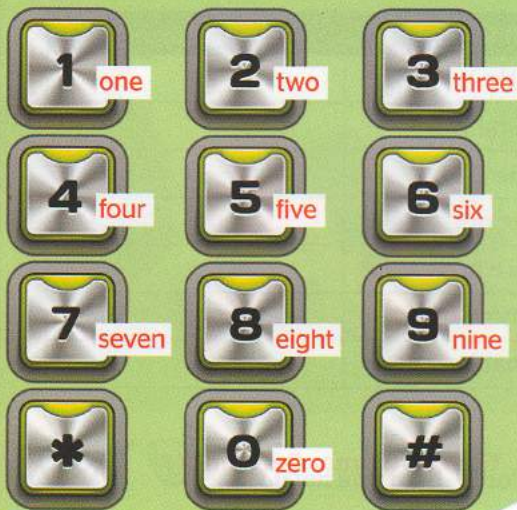 1 one 2 two 3 three
4 four 5 five 6 six
7 seven 8 eight 9 nine
* 0 zero #